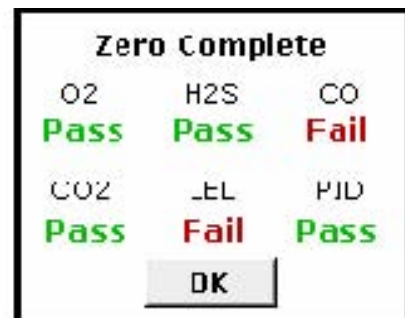 Zero Complete
O2 H2S CO
Pass Pass Fail
CO2 LEL PID
Pass Fail Pass
OK